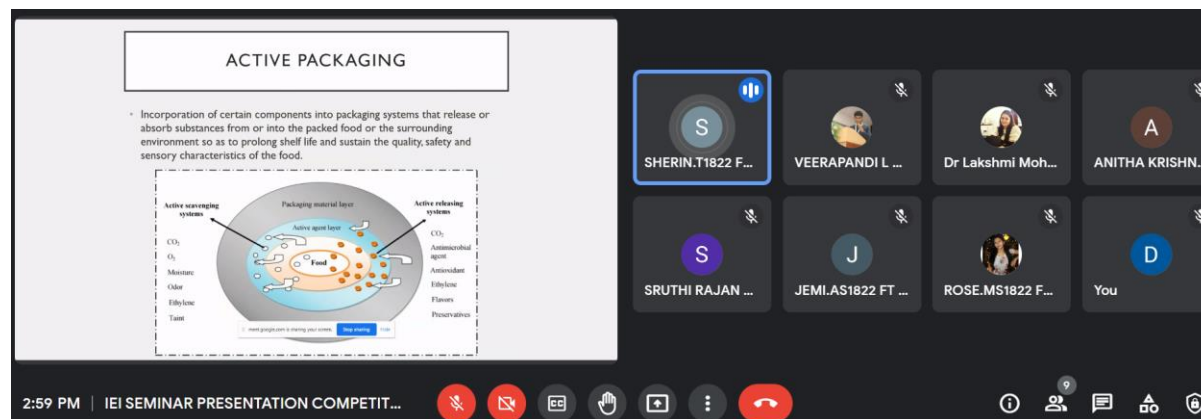 ACTIVE PACKAGING
• Incorporation of certain components into packaging systems that release or
absorb substances from or into the packed food or the surrounding
environment so as to prolong shelf life and sustain the quality, safety and
sensory characteristics of the food.
Active scavenging
systems
CO₂
O₂
Moisture
Odor
Ethylene
Taint
Packaging material layer
Active agent layer
Food
Active releasing
systems
CO₂
Antimicrobial
agent
Antioxidant
Ethylene
Flavors
Preservatives
meet.google.com is sharing your screen.
Stop sharing
Hide
S
SHERIN.T1822 F...
VEERAPANDI L ...
Dr Lakshmi Moh...
A
ANITHA KRISHN...
S
SRUTHI RAJAN ...
J
JEMI.AS1822 FT ...
ROSE.MS1822 F...
D
You
2:59 PM | IEI SEMINAR PRESENTATION COMPETIT...
CC
9